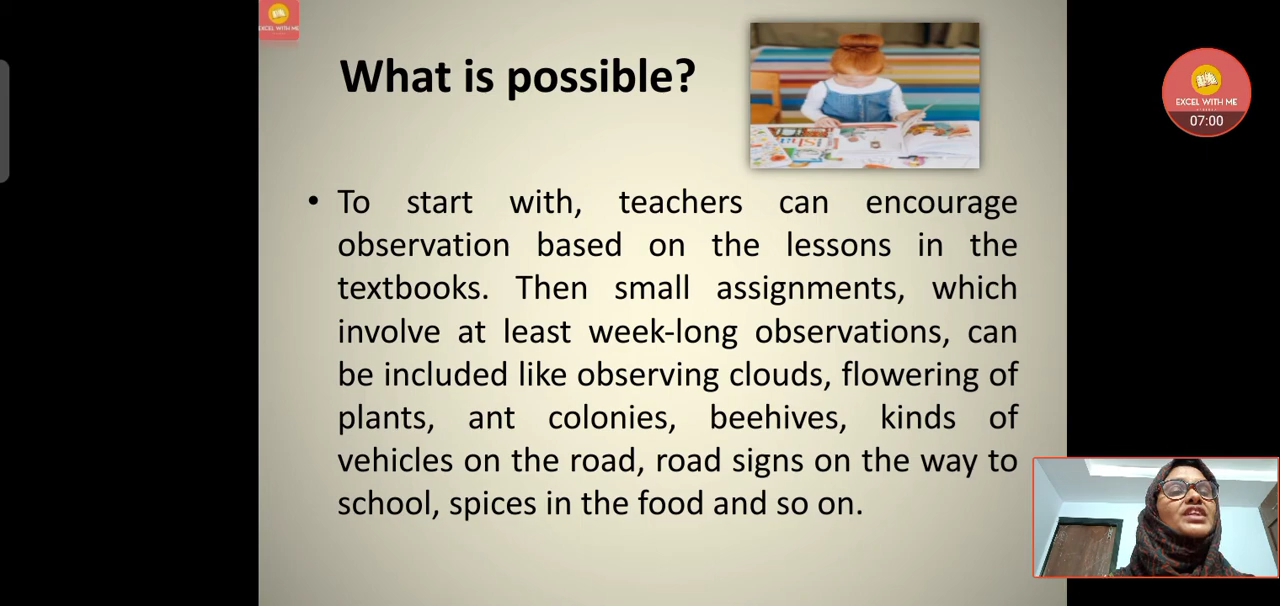 EXCEL WITH ME
What is possible?
EXCEL WITH ME
07:00
• To start with, teachers can encourage
observation based on the lessons in the
textbooks. Then small assignments, which
involve at least week-long observations, can
be included like observing clouds, flowering of
plants, ant colonies, beehives, kinds of
vehicles on the road, road signs on the way to
school, spices in the food and so on.